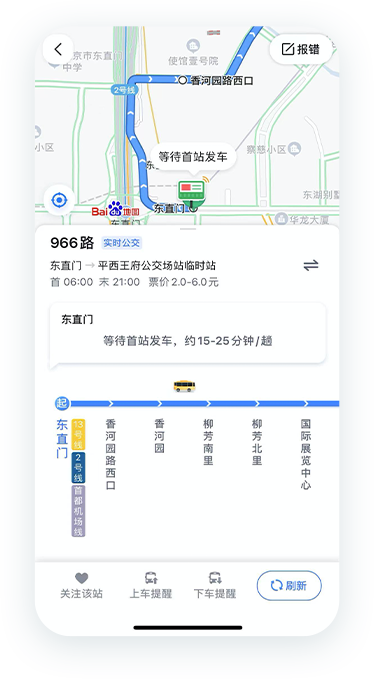 北京市东直门
中学
使馆壹号院
报错
2号线
香河园路西口
等待首站发车
察慈小区
小区
东湖别墅
Bai地图
东直门
东直门
华龙大厦
966路 实时公交
东直门 → 平西王府公交场站临时站
首 06:00 末 21:00 票价2.0-6.0元
东直门
等待首站发车，约15-25分钟/趟
起
东直门
13号线
2号线
首都机场线
香河园路西口
香河园
柳芳南里
柳芳北里
国际展览中心
关注该站
上车提醒
下车提醒
刷新